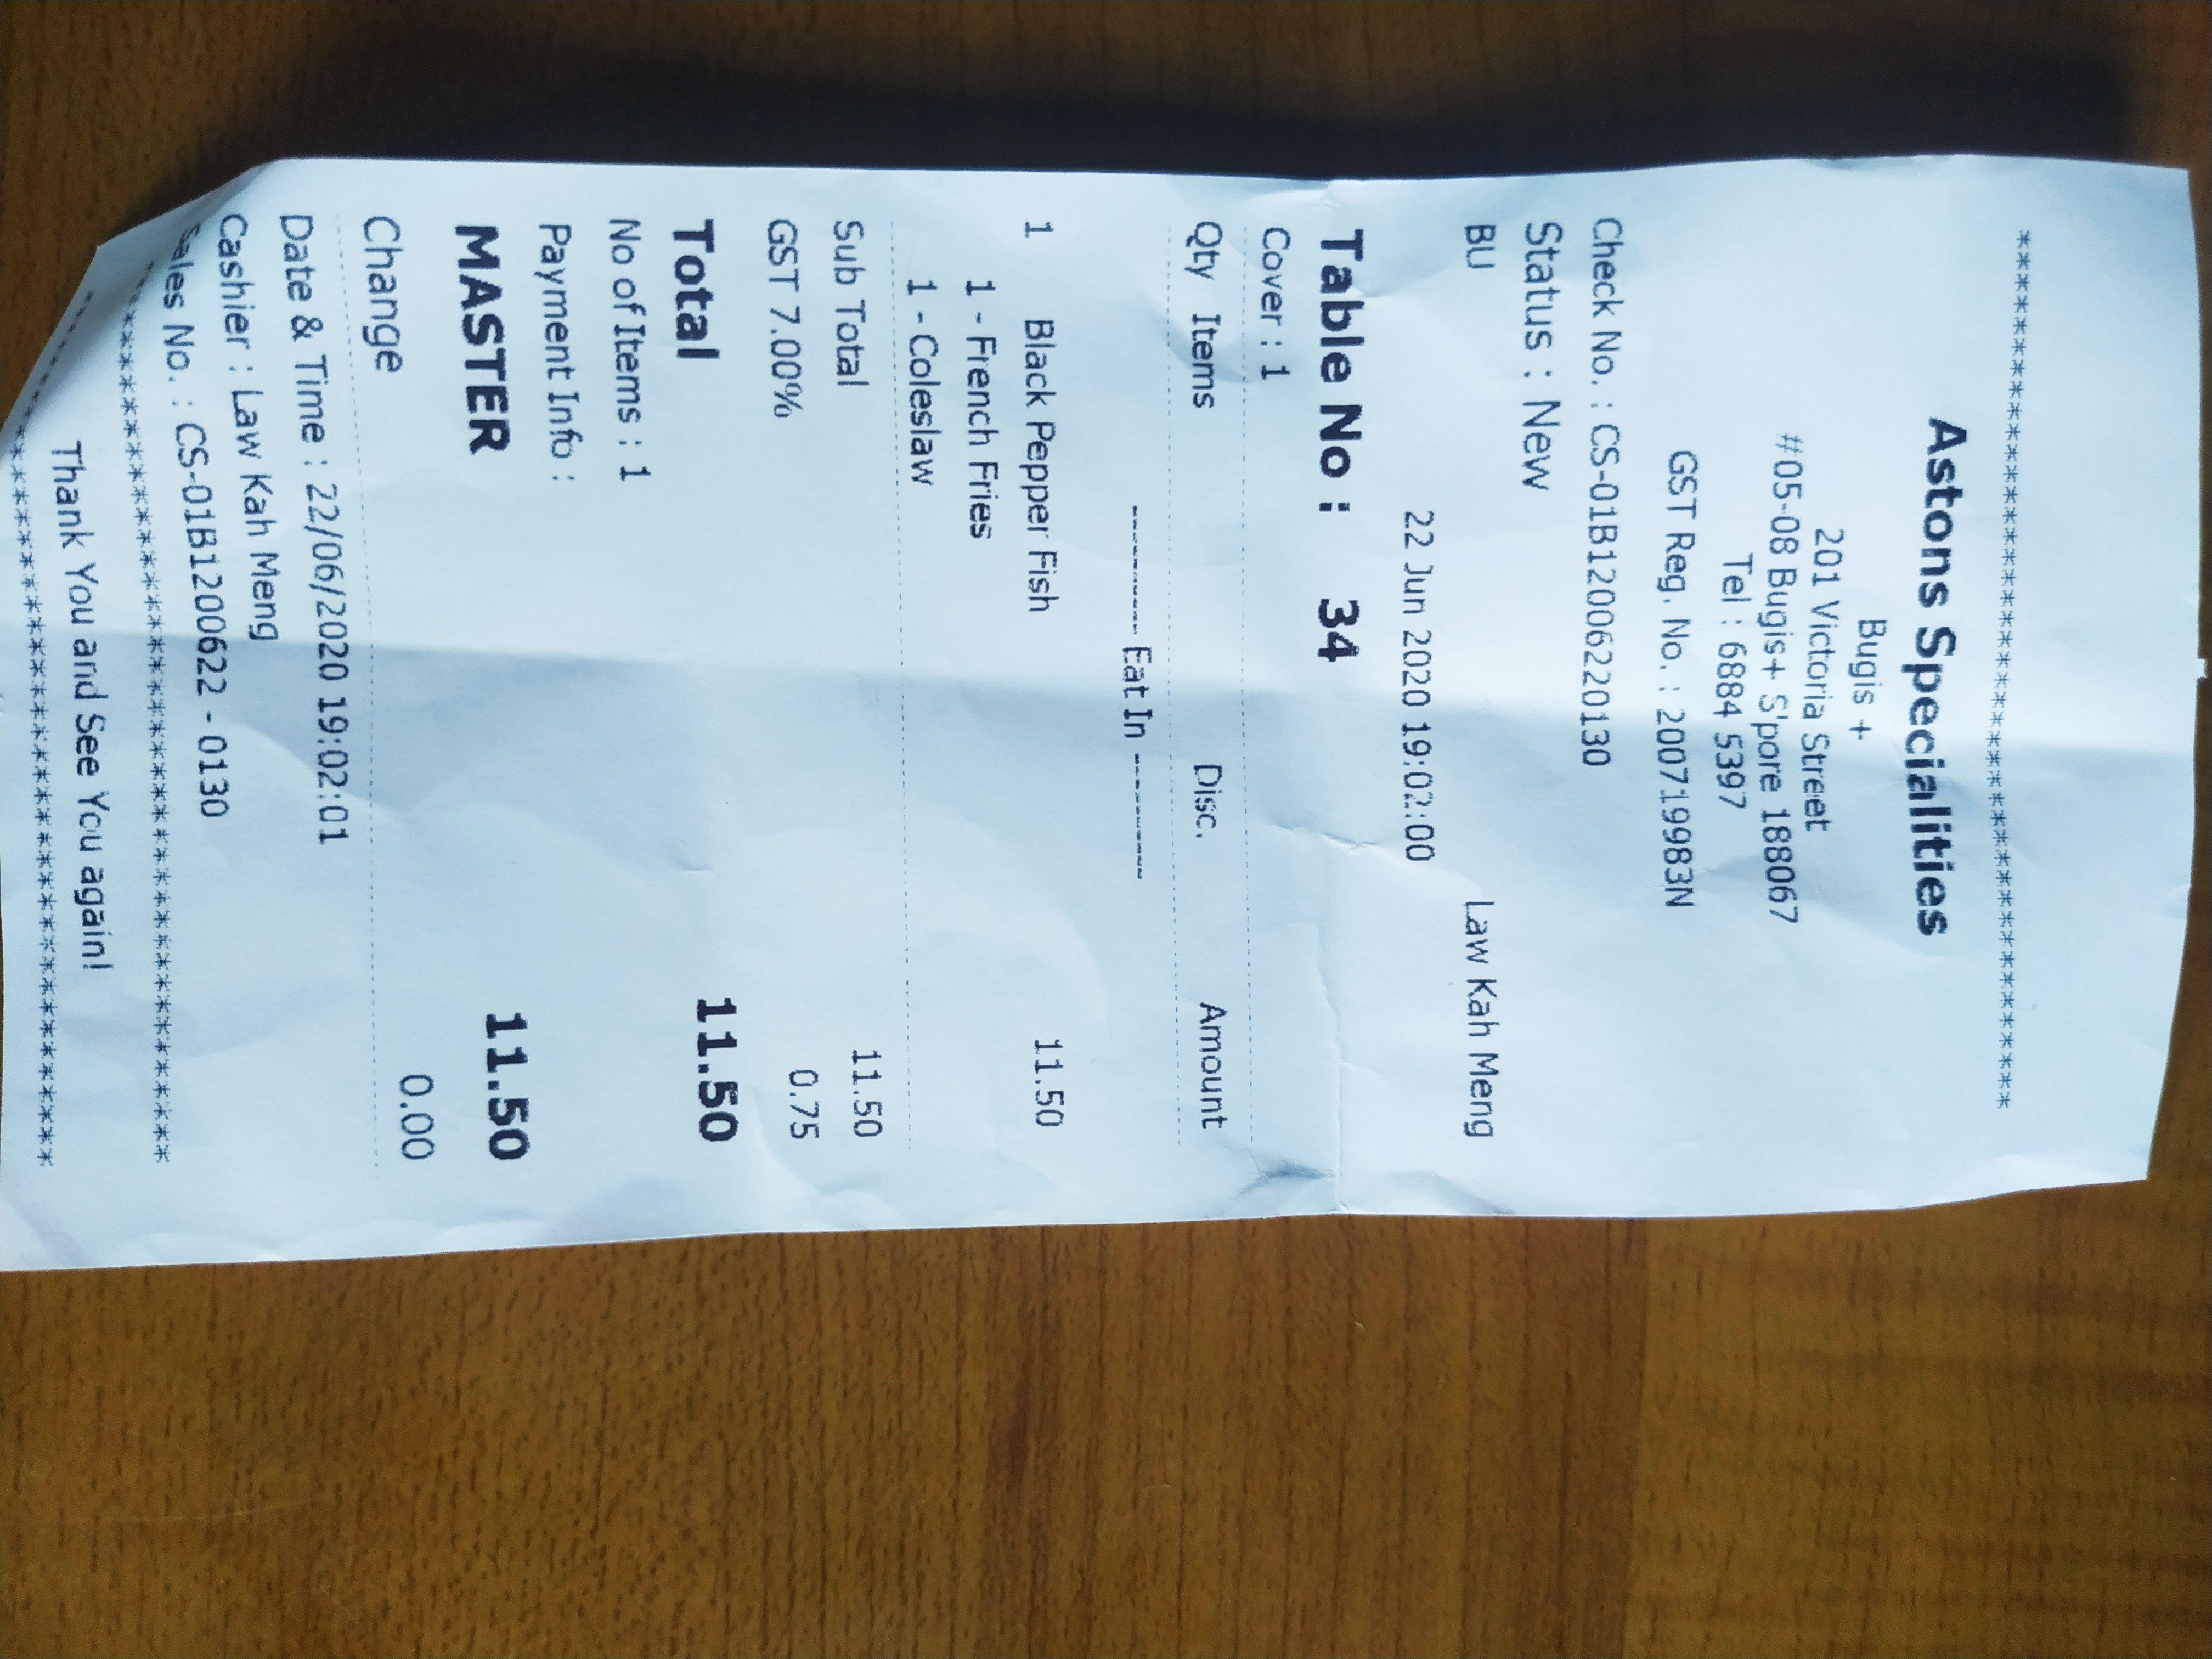 ****************************************************
Astons Specialities
Bugis +
201 Victoria Street
#05-08 Bugis+ S'pore 188067
Tel : 6884 5397
GST Reg. No. : 200719983N
Check No. : CS-01B12006220130
Status : New
BU Law Kah Meng
22 Jun 2020 19:02:00
Table No : 34
Cover : 1
Qty Items Disc. Amount
----------- Eat In -----------
1 Black Pepper Fish 11.50
1 - French Fries
1 - Coleslaw
Sub Total 11.50
GST 7.00% 0.75
Total 11.50
No of Items : 1
Payment Info :
MASTER 11.50
Change 0.00
Date & Time : 22/06/2020 19:02:01
Cashier : Law Kah Meng
Sales No. : CS-01B1200622 - 0130
****************************************************
Thank You and See You again!
****************************************************